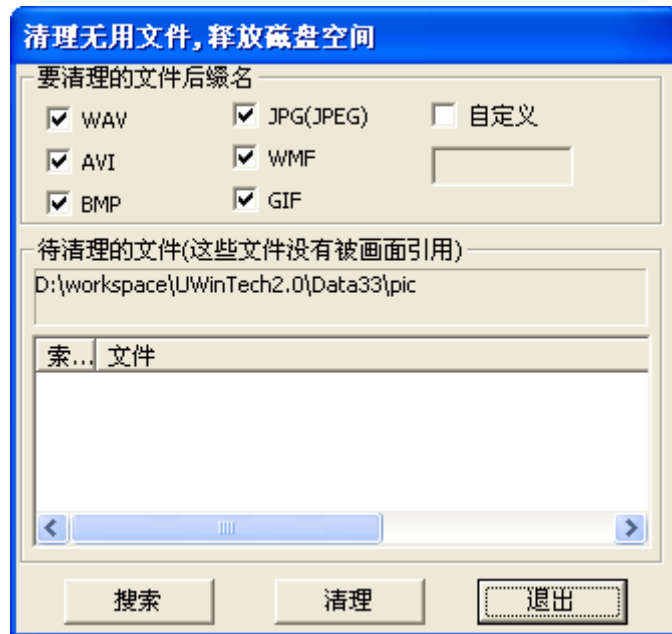 清理无用文件,释放磁盘空间
要清理的文件后缀名
WAV JPG(JPEG) 自定义
AVI WMF
BMP GIF
待清理的文件(这些文件没有被画面引用)
D:\workspace\UWinTech2.0\Data33\pic
索... 文件
搜索 清理 退出